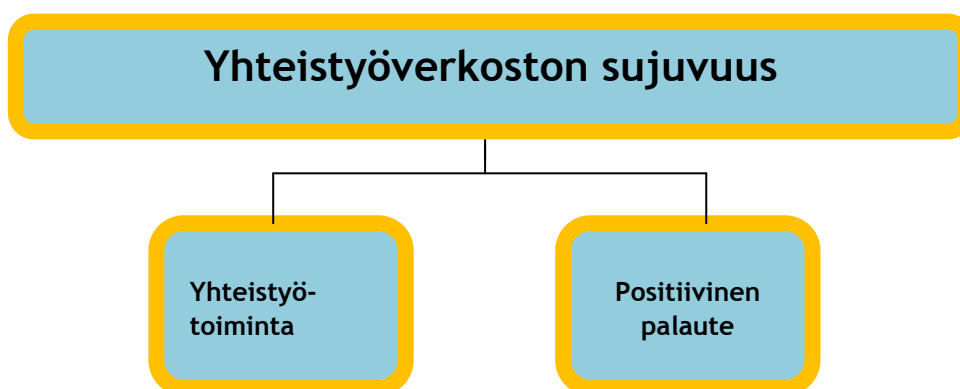 Yhteistyöverkoston sujuvuus
Yhteistyö-
toiminta
Positiivinen
palaute